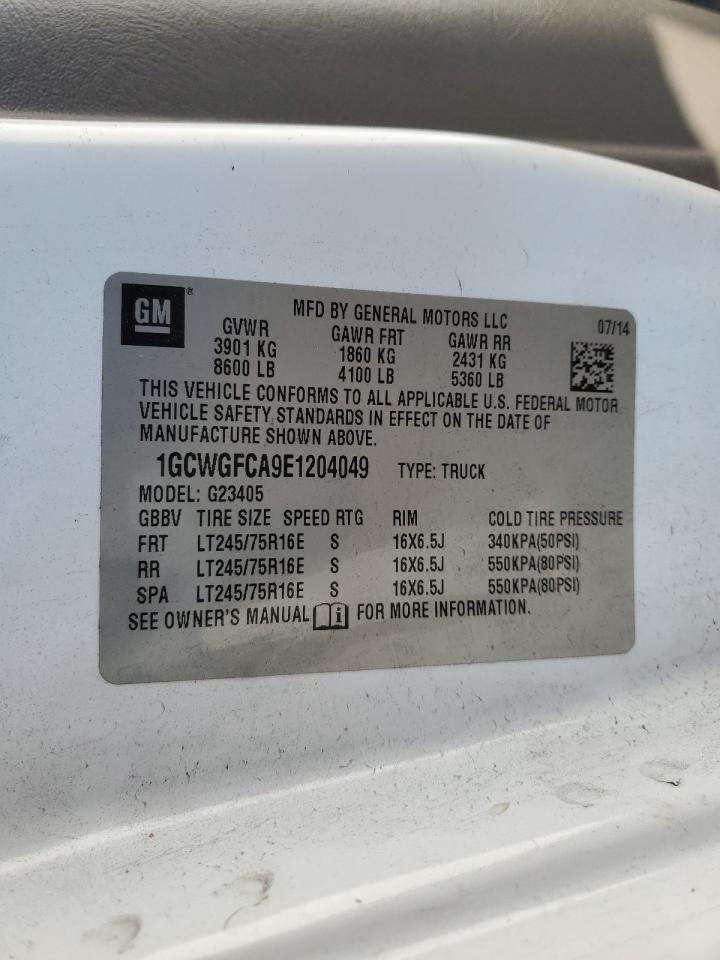 GM®
MFD BY GENERAL MOTORS LLC 07/14
GVWR GAWR FRT GAWR RR
3901 KG 1860 KG 2431 KG
8600 LB 4100 LB 5360 LB
THIS VEHICLE CONFORMS TO ALL APPLICABLE U.S. FEDERAL MOTOR
VEHICLE SAFETY STANDARDS IN EFFECT ON THE DATE OF
MANUFACTURE SHOWN ABOVE.
1GCWGFCA9E1204049 TYPE: TRUCK
MODEL: G23405
GBBV TIRE SIZE SPEED RTG RIM COLD TIRE PRESSURE
FRT LT245/75R16E S 16X6.5J 340KPA(50PSI)
RR LT245/75R16E S 16X6.5J 550KPA(80PSI)
SPA LT245/75R16E S 16X6.5J 550KPA(80PSI)
SEE OWNER'S MANUAL FOR MORE INFORMATION.